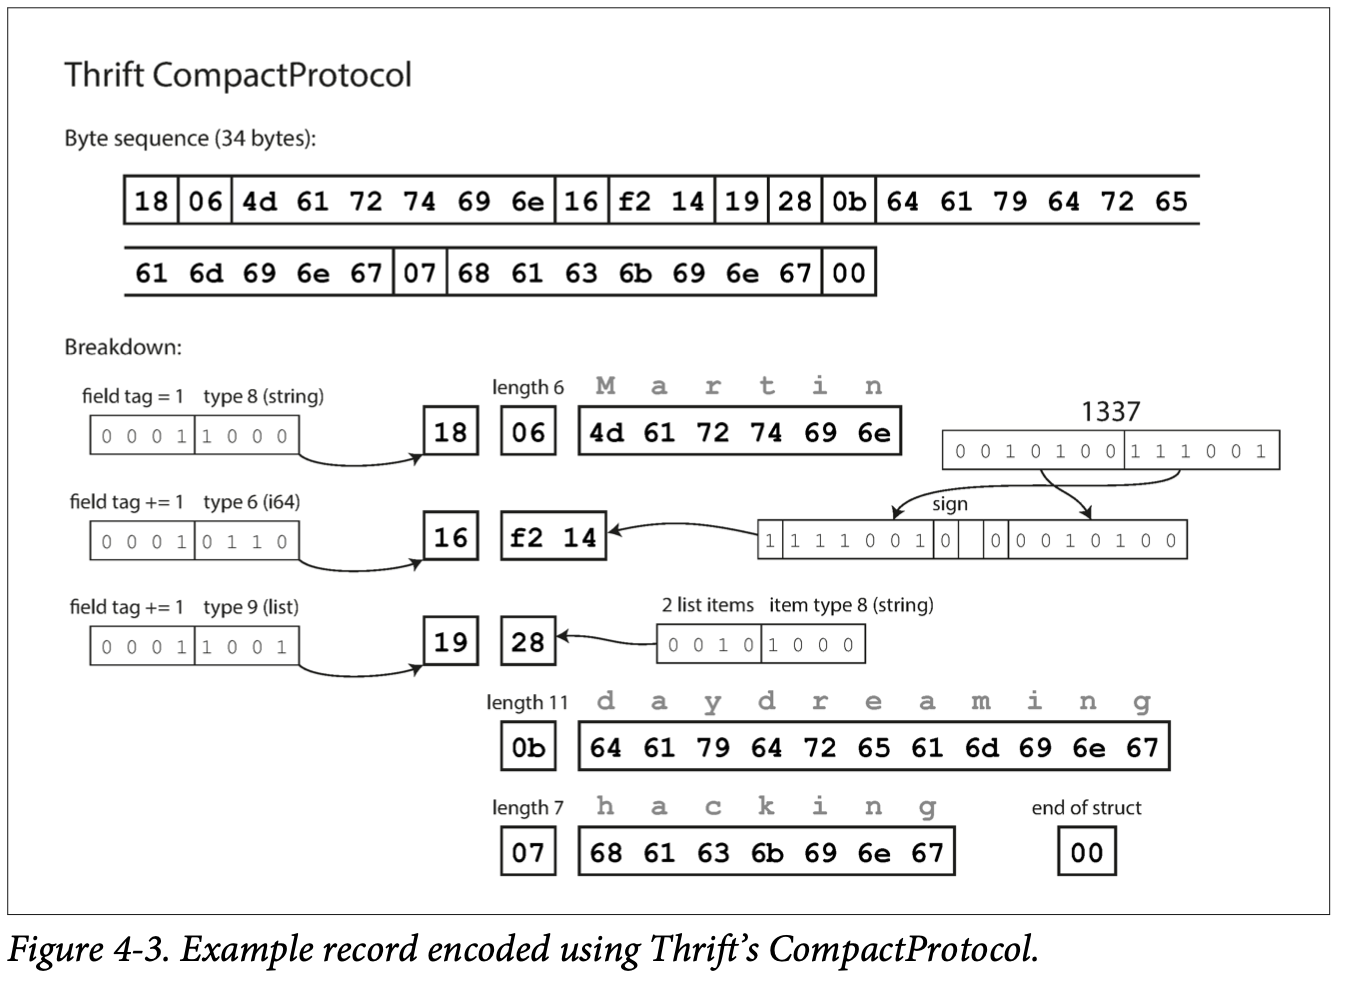 Thrift CompactProtocol
Byte sequence (34 bytes):
18 06 4d 61 72 74 69 6e 16 f2 14 19 28 0b 64 61 79 64 72 65
61 6d 69 6e 67 07 68 61 63 6b 69 6e 67 00
Breakdown:
field tag = 1 type 8 (string)
0 0 0 1 1 0 0 0
18
length 6
06
M a r t i n
4d 61 72 74 69 6e
1337
0 0 1 0 1 0 0 1 1 1 0 0 1
field tag += 1 type 6 (i64)
0 0 0 1 0 1 1 0
16
f2 14
sign
1 1 1 1 0 0 1 0 0 0 0 1 0 1 0 0
field tag += 1 type 9 (list)
0 0 0 1 1 0 0 1
19
28
2 list items item type 8 (string)
0 0 1 0 1 0 0 0
length 11
0b
d a y d r e a m i n g
64 61 79 64 72 65 61 6d 69 6e 67
length 7
07
h a c k i n g
68 61 63 6b 69 6e 67
end of struct
00
Figure 4-3. Example record encoded using Thrift's CompactProtocol.